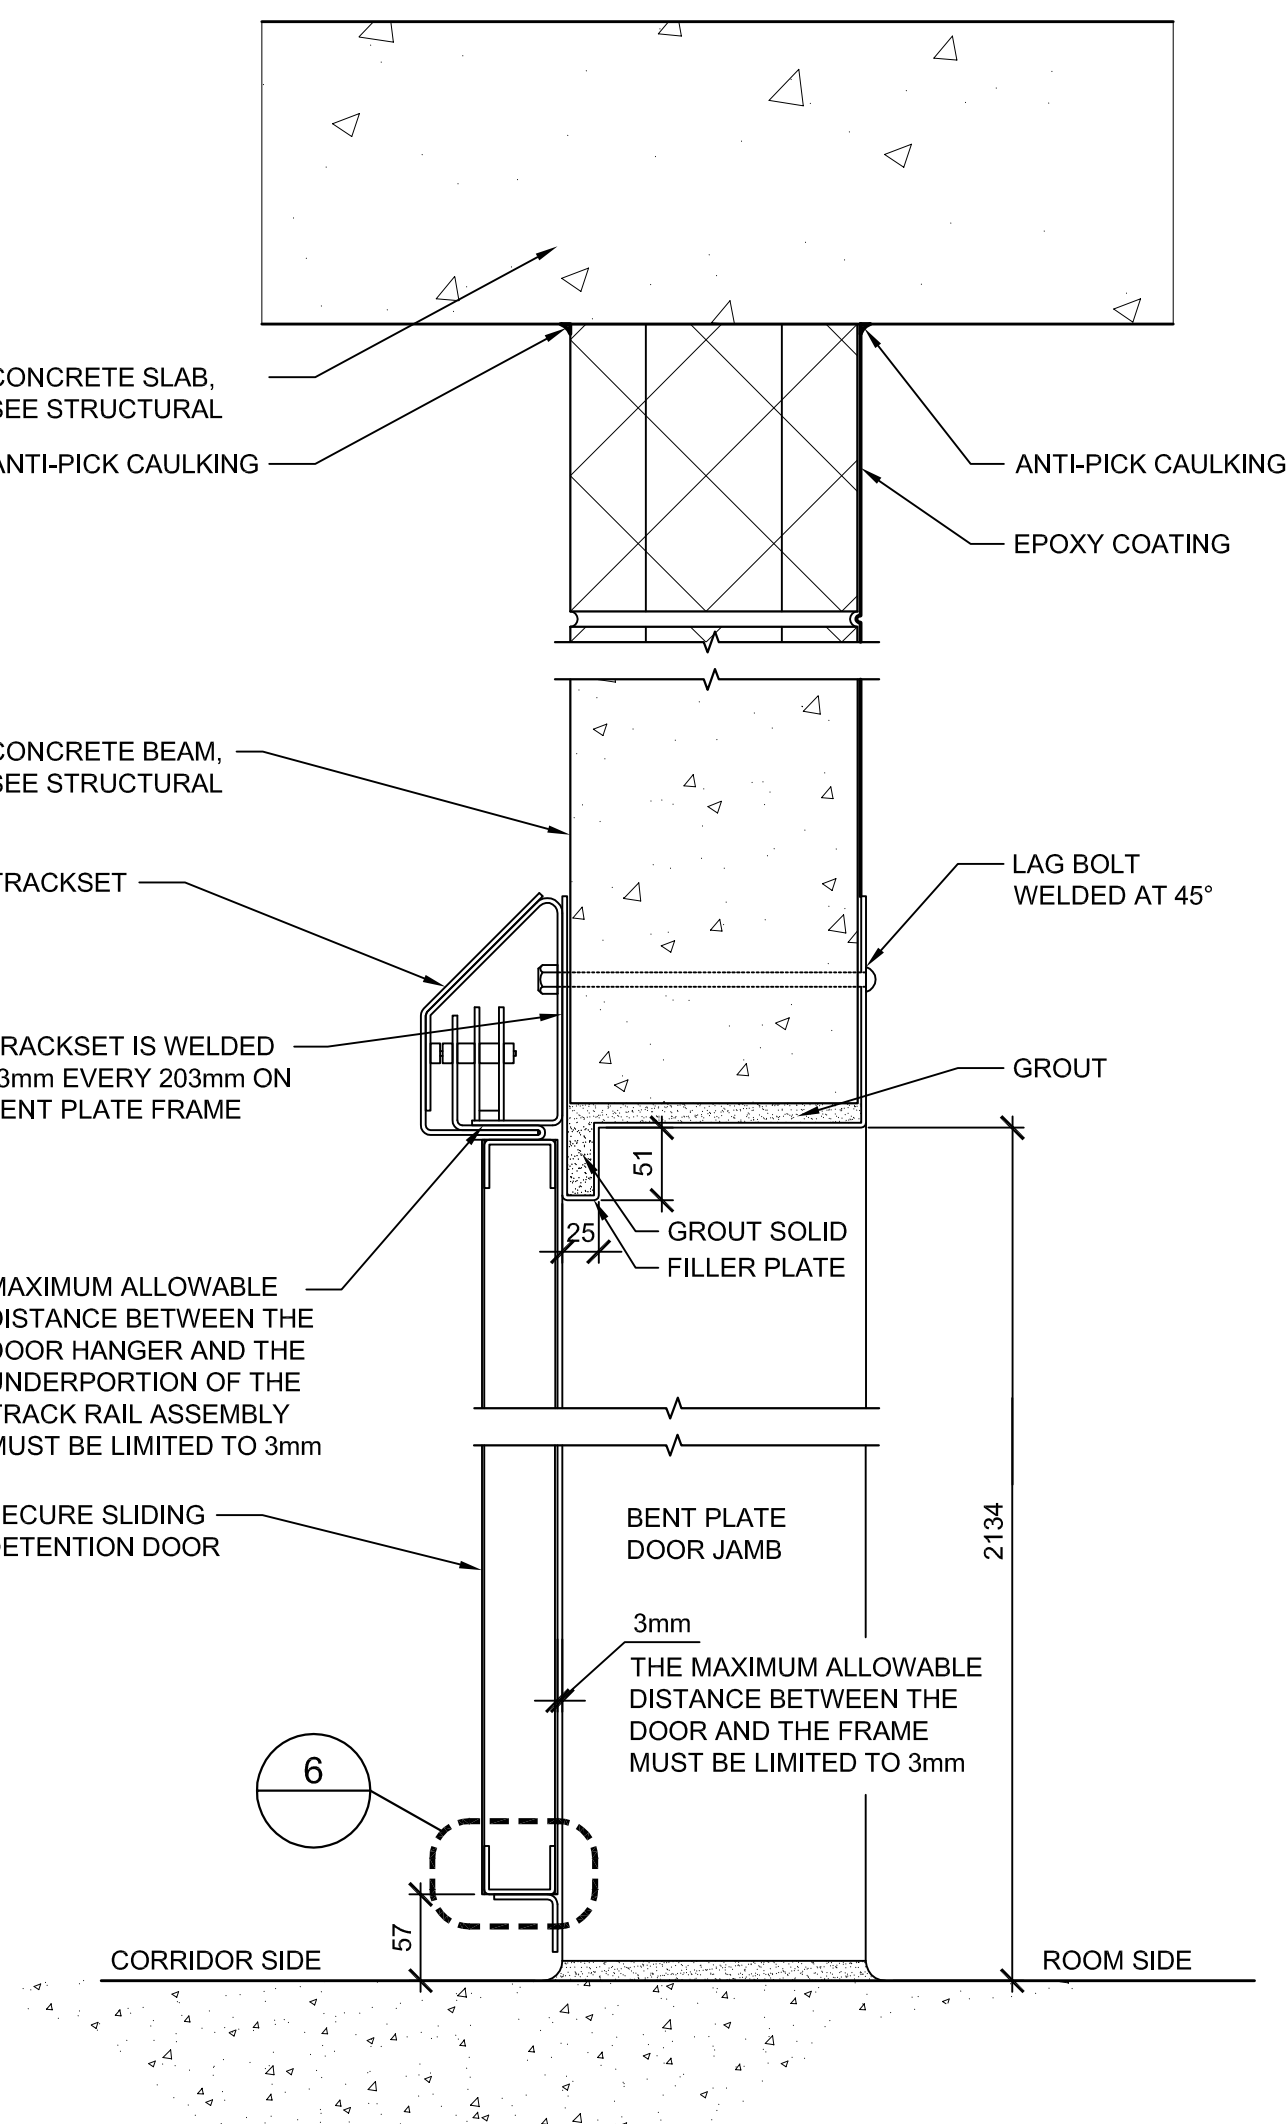 CONCRETE SLAB,
SEE STRUCTURAL
ANTI-PICK CAULKING
ANTI-PICK CAULKING
EPOXY COATING
CONCRETE BEAM,
SEE STRUCTURAL
TRACKSET
LAG BOLT
WELDED AT 45°
TRACKSET IS WELDED
EVERY 203mm ON
BENT PLATE FRAME
GROUT
51
25
GROUT SOLID
FILLER PLATE
MAXIMUM ALLOWABLE
DISTANCE BETWEEN THE
DOOR HANGER AND THE
UNDERPORTION OF THE
TRACK RAIL ASSEMBLY
MUST BE LIMITED TO 3mm
SECURE SLIDING
DETENTION DOOR
BENT PLATE
DOOR JAMB
2134
3mm
THE MAXIMUM ALLOWABLE
DISTANCE BETWEEN THE
DOOR AND THE FRAME
MUST BE LIMITED TO 3mm
6
57
CORRIDOR SIDE
ROOM SIDE